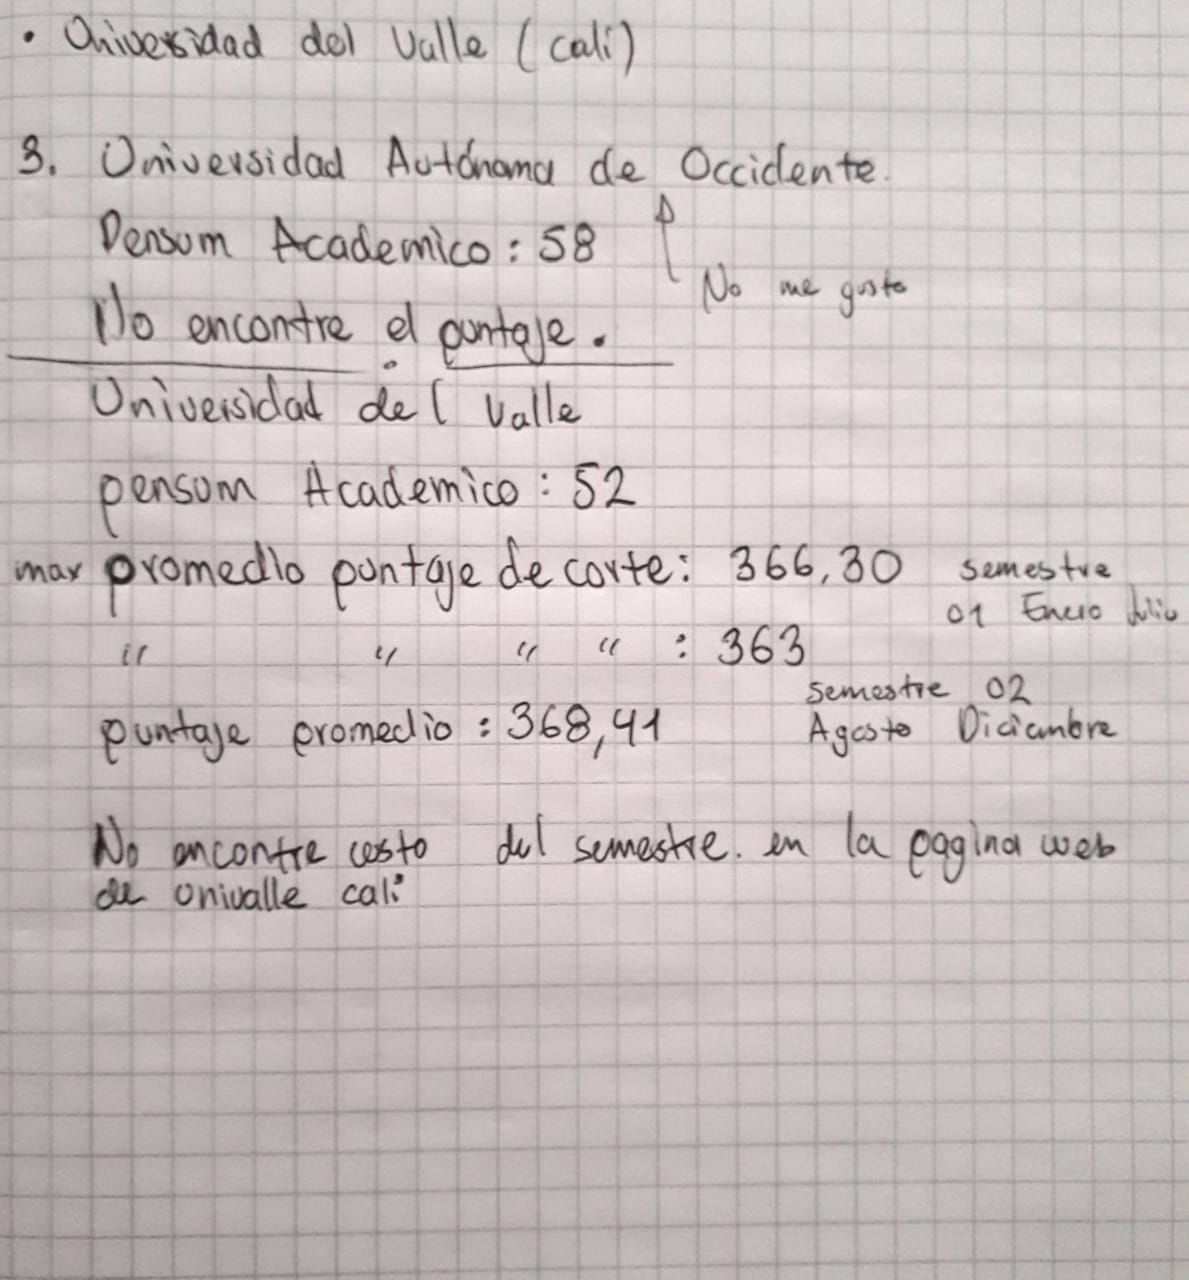 • Universidad del Valle (cali)
3. Universidad Autónoma de Occidente.
Pensum Academico : 58
No me gusto
No encontre el puntaje.
Universidad del Valle
pensum Academico : 52
max promedio puntaje de corte: 366,30 semestre
01 Enero Julio
" " " " : 363
semestre 02
puntaje promedio : 368,41 Agosto Diciembre
No encontre costo del semestre. en la pagina web
de univalle cali